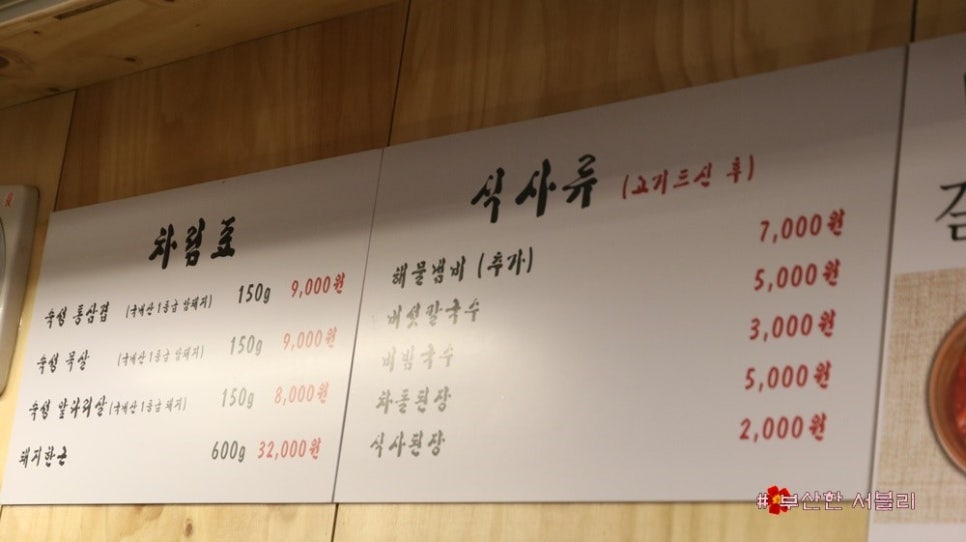 차림표
숙성 통삼겹 (국내산 1등급 암돼지) 150g 9,000원
숙성 목살 (국내산 1등급 암돼지) 150g 9,000원
숙성 알나리살 (국내산 1등급 돼지) 150g 8,000원
돼지한근 600g 32,000원
식사류 (고기드신 후)
해물냄비 (추가) 7,000원
버섯칼국수 5,000원
비빔국수 3,000원
차돌된장 5,000원
식사된장 2,000원
#부산한 서블리